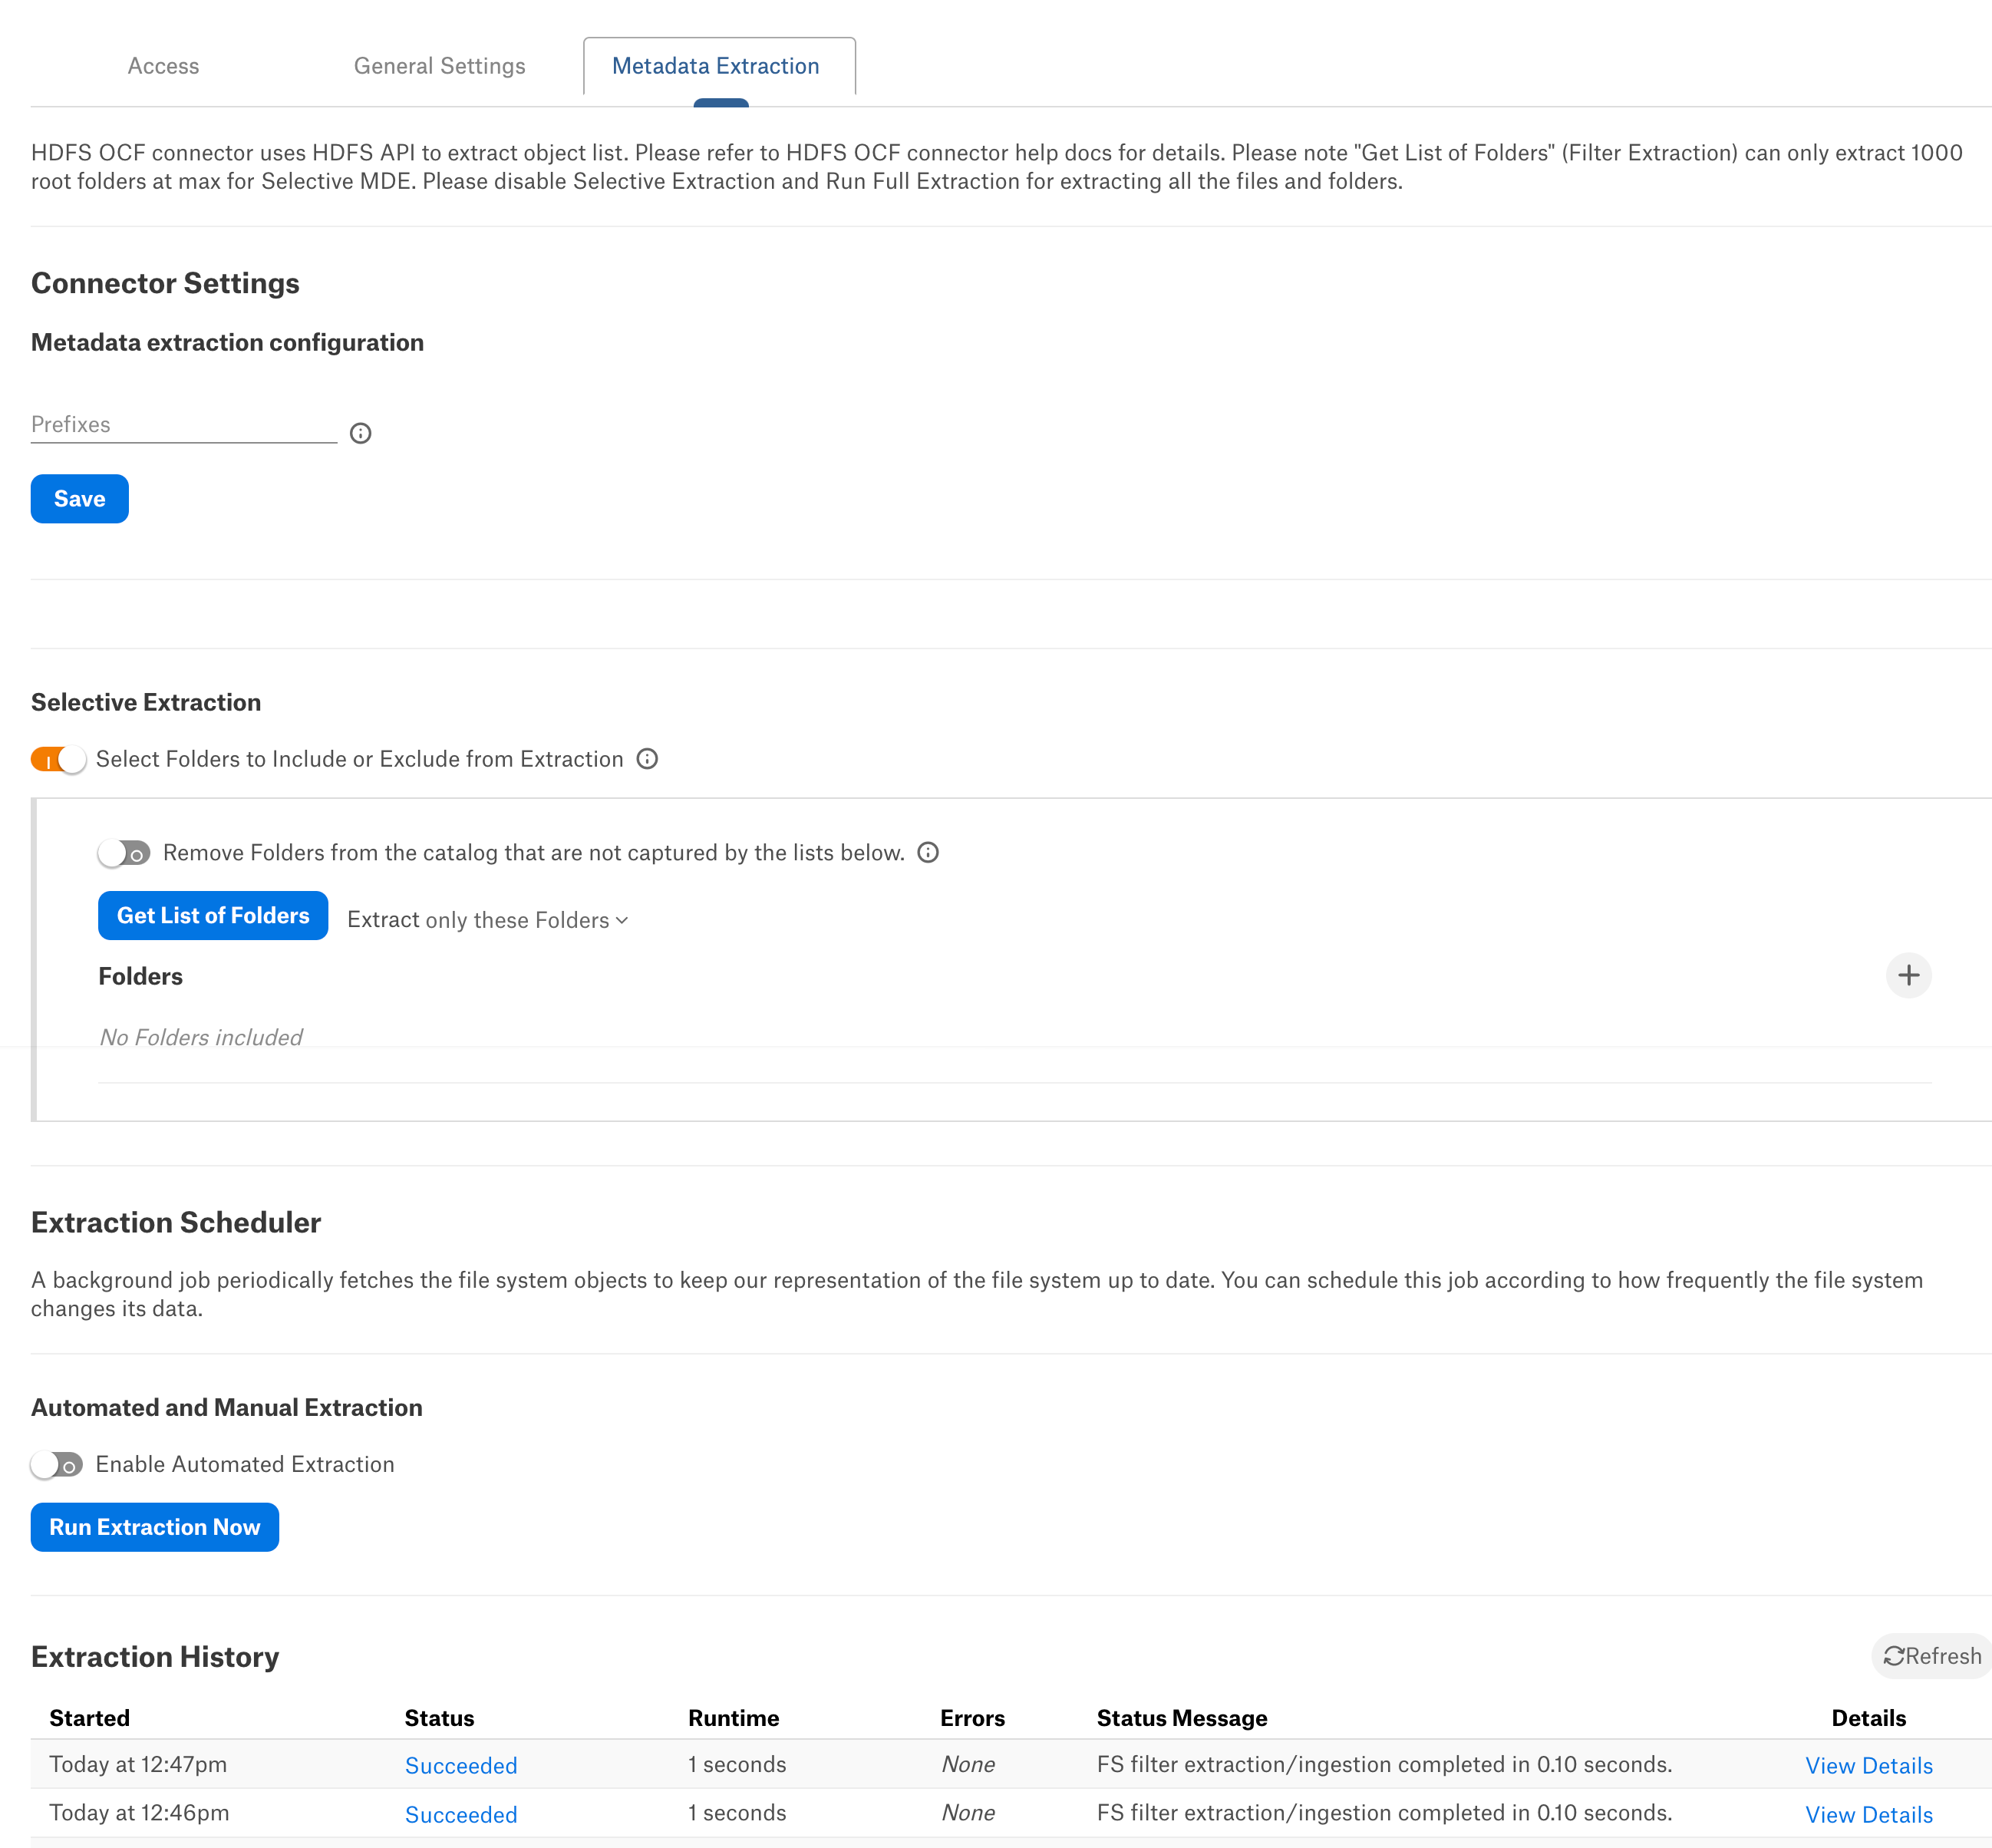 Access
General Settings
Metadata Extraction
HDFS OCF connector uses HDFS API to extract object list. Please refer to HDFS OCF connector help docs for details. Please note "Get List of Folders" (Filter Extraction) can only extract 1000
root folders at max for Selective MDE. Please disable Selective Extraction and Run Full Extraction for extracting all the files and folders.
Connector Settings
Metadata extraction configuration
Prefixes
Save
Selective Extraction
Select Folders to Include or Exclude from Extraction
Remove Folders from the catalog that are not captured by the lists below.
Get List of Folders
Extract only these Folders
Folders
No Folders included
Extraction Scheduler
A background job periodically fetches the file system objects to keep our representation of the file system up to date. You can schedule this job according to how frequently the file system
changes its data.
Automated and Manual Extraction
Enable Automated Extraction
Run Extraction Now
Extraction History
Refresh
Started Status Runtime Errors Status Message Details
Today at 12:47pm Succeeded 1 seconds None FS filter extraction/ingestion completed in 0.10 seconds. View Details
Today at 12:46pm Succeeded 1 seconds None FS filter extraction/ingestion completed in 0.10 seconds. View Details